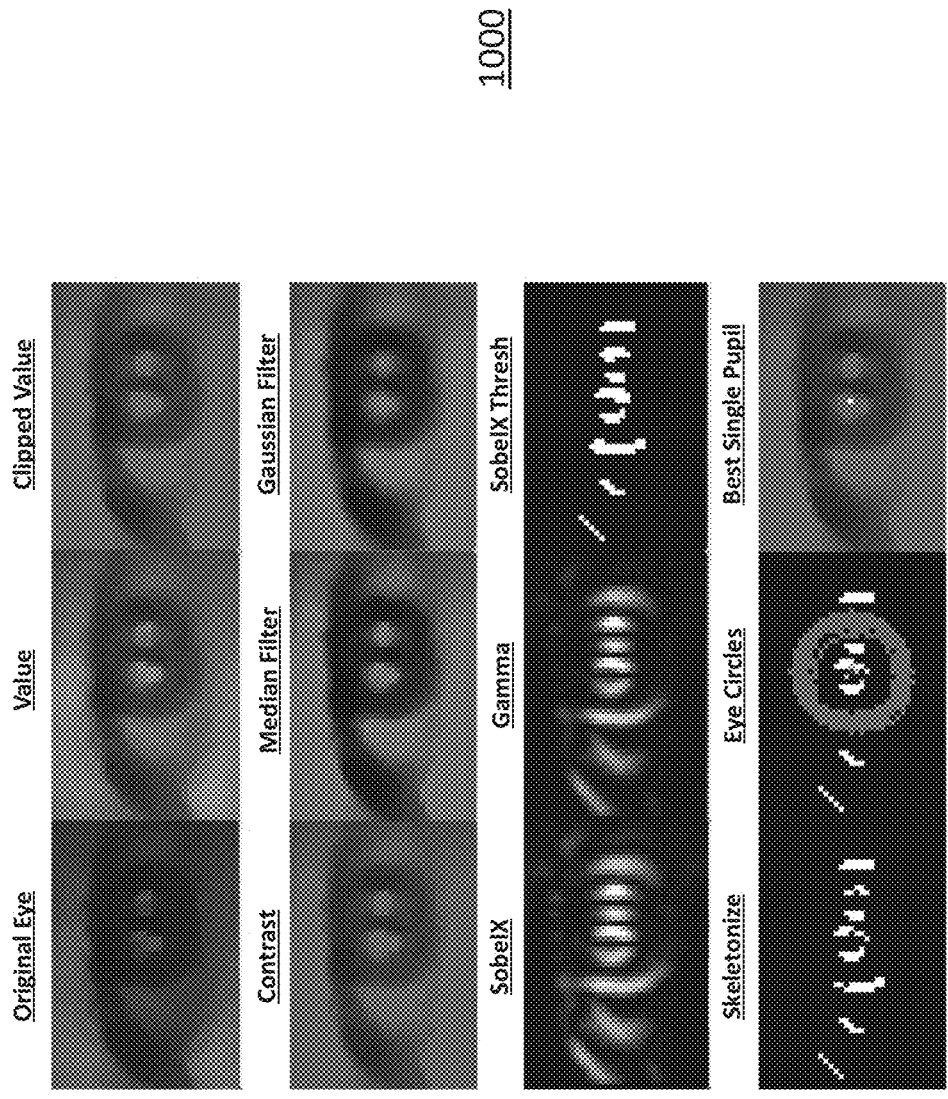 Original Eye
Value
Clipped Value
Contrast
Median Filter
Gaussian Filter
SobelX
Gamma
SobelX Thresh
Skeletonize
Eye Circles
Best Single Pupil
1000